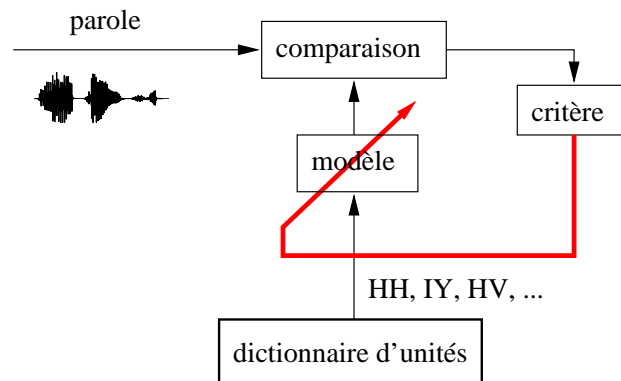 parole
comparaison
critère
modèle
HH, IY, HV, ...
dictionnaire d'unités